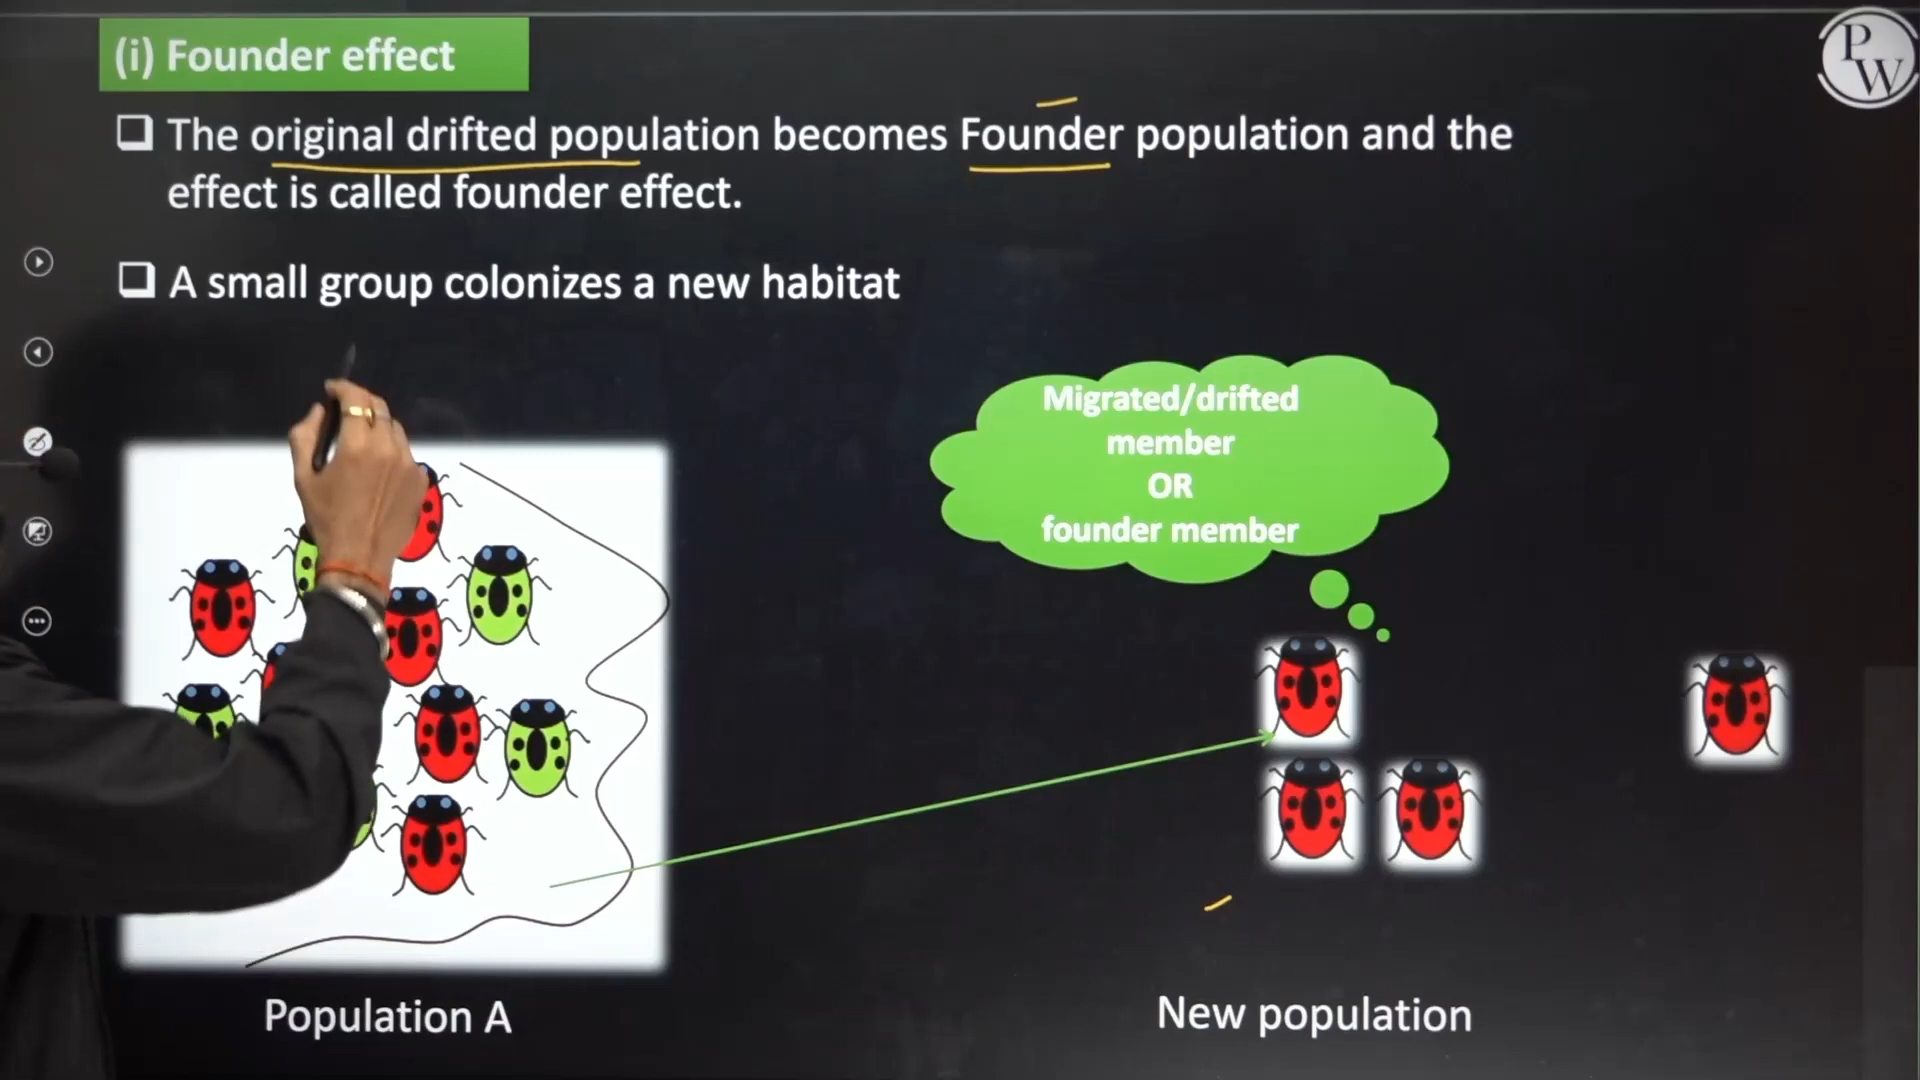 (i) Founder effect
PW
The original drifted population becomes Founder population and the
effect is called founder effect.
A small group colonizes a new habitat
Migrated/drifted
member
OR
founder member
Population A
New population